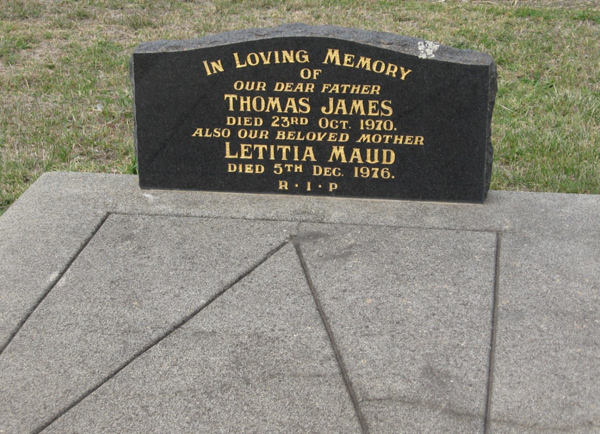 In Loving Memory
OF
OUR DEAR FATHER
THOMAS JAMES
DIED 23RD OCT. 1970.
ALSO OUR BELOVED MOTHER
LETITIA MAUD
DIED 5TH DEC. 1976.
R · I · P